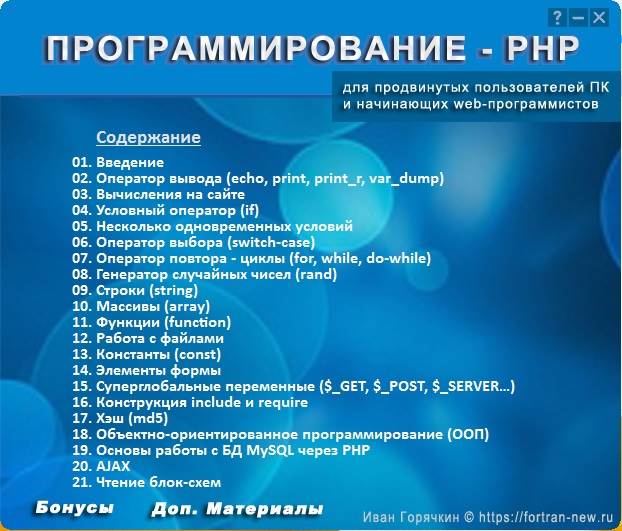 ПРОГРАММИРОВАНИЕ - PHP
для продвинутых пользователей ПК
и начинающих web-программистов
Содержание
01. Введение
02. Оператор вывода (echo, print, print_r, var_dump)
03. Вычисления на сайте
04. Условный оператор (if)
05. Несколько одновременных условий
06. Оператор выбора (switch-case)
07. Оператор повтора - циклы (for, while, do-while)
08. Генератор случайных чисел (rand)
09. Строки (string)
10. Массивы (array)
11. Функции (function)
12. Работа с файлами
13. Константы (const)
14. Элементы формы
15. Суперглобальные переменные ($_GET, $_POST, $_SERVER...)
16. Конструкция include и require
17. Хэш (md5)
18. Объектно-ориентированное программирование (ООП)
19. Основы работы с БД MySQL через PHP
20. AJAX
21. Чтение блок-схем
Бонусы Доп. Материалы
Иван Горячкин © https://fortran-new.ru